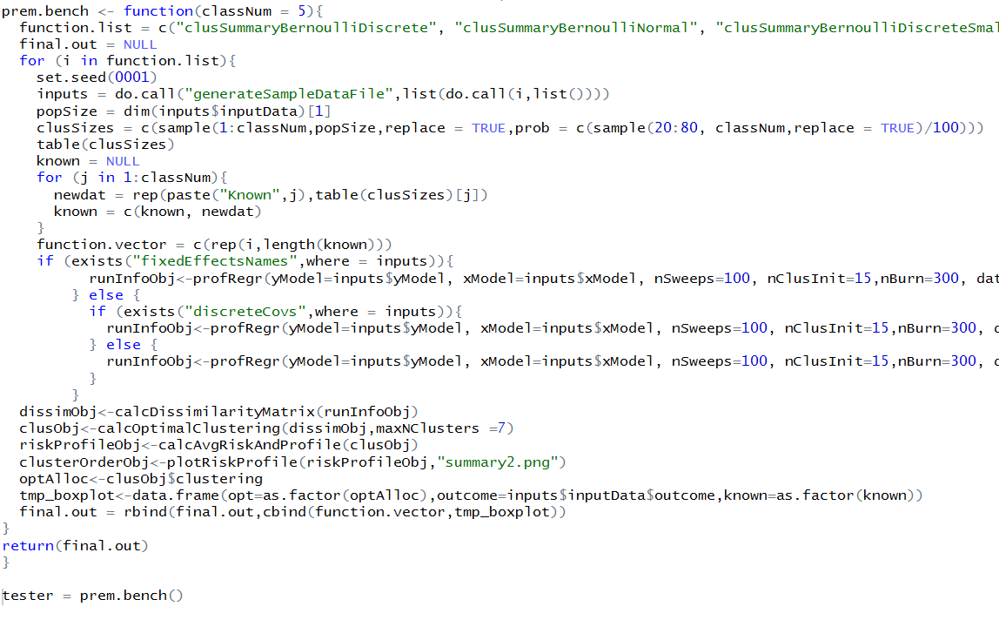 prem.bench <- function(classNum = 5){
  function.list = c("clusSummaryBernoulliDiscrete", "clusSummaryBernoulliNormal", "clusSummaryBernoulliDiscreteSmal
  final.out = NULL
  for (i in function.list){
    set.seed(0001)
    inputs = do.call("generateSampleDataFile",list(do.call(i,list())))
    popSize = dim(inputs$inputData)[1]
    clusSizes = c(sample(1:classNum,popSize,replace = TRUE,prob = c(sample(20:80, classNum,replace = TRUE)/100)))
    table(clusSizes)
    known = NULL
    for (j in 1:classNum){
      newdat = rep(paste("Known",j),table(clusSizes)[j])
      known = c(known, newdat)
    }
    function.vector = c(rep(i,length(known)))
    if (exists("fixedEffectsNames",where = inputs)){
          runInfoObj<-profRegr(yModel=inputs$yModel, xModel=inputs$xModel, nSweeps=100, nClusInit=15,nBurn=300, dat
        } else {
          if (exists("discreteCovs",where = inputs)){
            runInfoObj<-profRegr(yModel=inputs$yModel, xModel=inputs$xModel, nSweeps=100, nClusInit=15,nBurn=300, d
          } else {
            runInfoObj<-profRegr(yModel=inputs$yModel, xModel=inputs$xModel, nSweeps=100, nClusInit=15,nBurn=300, d
          }
        }
  dissimObj<-calcDissimilarityMatrix(runInfoObj)
  clusObj<-calcOptimalClustering(dissimObj,maxNClusters =7)
  riskProfileObj<-calcAvgRiskAndProfile(clusObj)
  clusterOrderObj<-plotRiskProfile(riskProfileObj,"summary2.png")
  optAlloc<-clusObj$clustering
  tmp_boxplot<-data.frame(opt=as.factor(optAlloc),outcome=inputs$inputData$outcome,known=as.factor(known))
  final.out = rbind(final.out,cbind(function.vector,tmp_boxplot))
}
return(final.out)
}
tester = prem.bench()